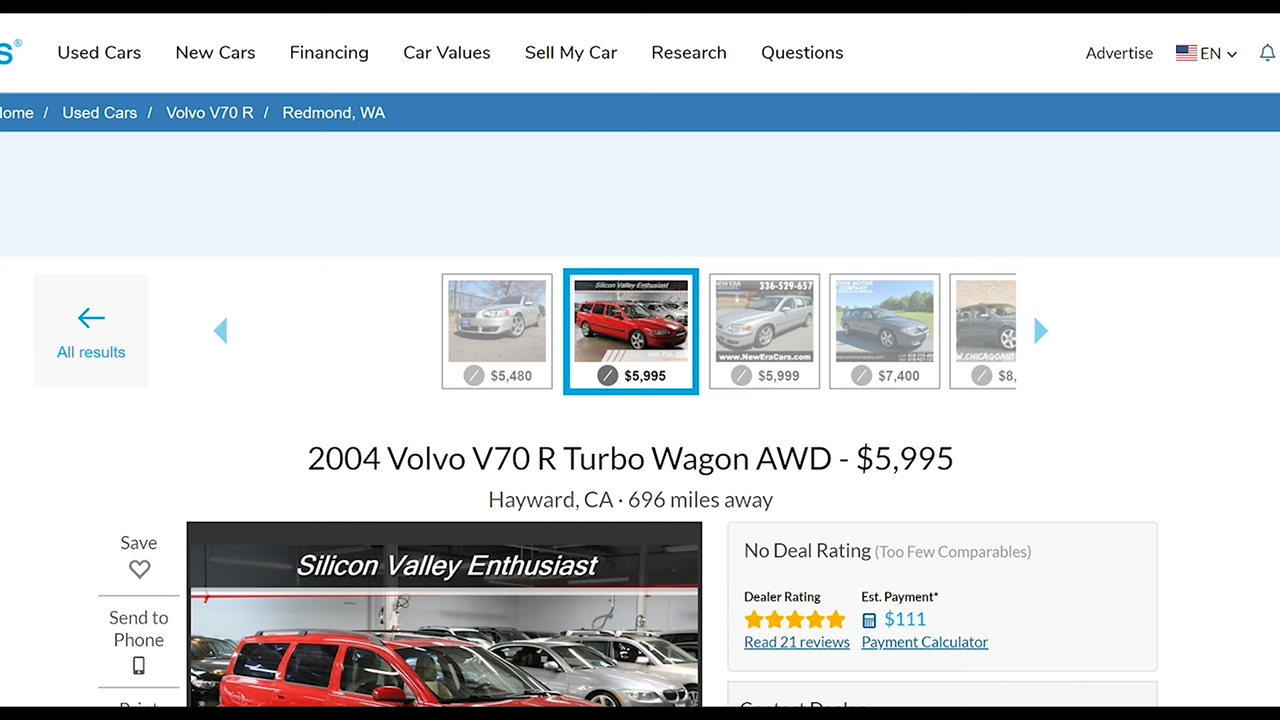 s®
Used Cars New Cars Financing Car Values Sell My Car Research Questions Advertise EN
Home / Used Cars / Volvo V70 R / Redmond, WA
All results
Silicon Valley Enthusiast
336-529-657
www.NewEraCars.com
$5,480 $5,995 $5,999 $7,400 $8,
2004 Volvo V70 R Turbo Wagon AWD - $5,995
Hayward, CA · 696 miles away
Save
Send to
Phone
Silicon Valley Enthusiast
No Deal Rating (Too Few Comparables)
Dealer Rating Est. Payment*
$111
Read 21 reviews Payment Calculator